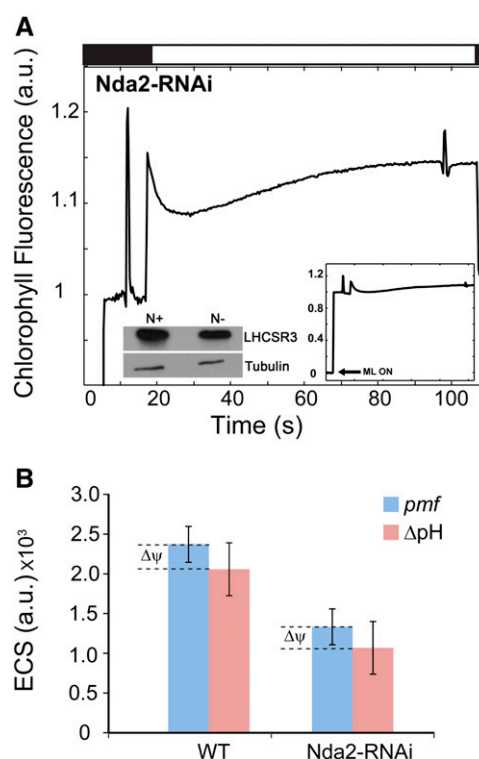 A
Nda2-RNAi
Chlorophyll Fluorescence (a.u.)
1.2
1.1
1
N+ N-
LHCSR3
Tubulin
1.2
1.0
0.8
0.4
0
ML ON
20 40 60 80 100
Time (s)
B
ECS (a.u.) x10³
3.0
2.5
2.0
1.5
1.0
0.5
0
pmf
ΔpH
Δψ
Δψ
WT Nda2-RNAi